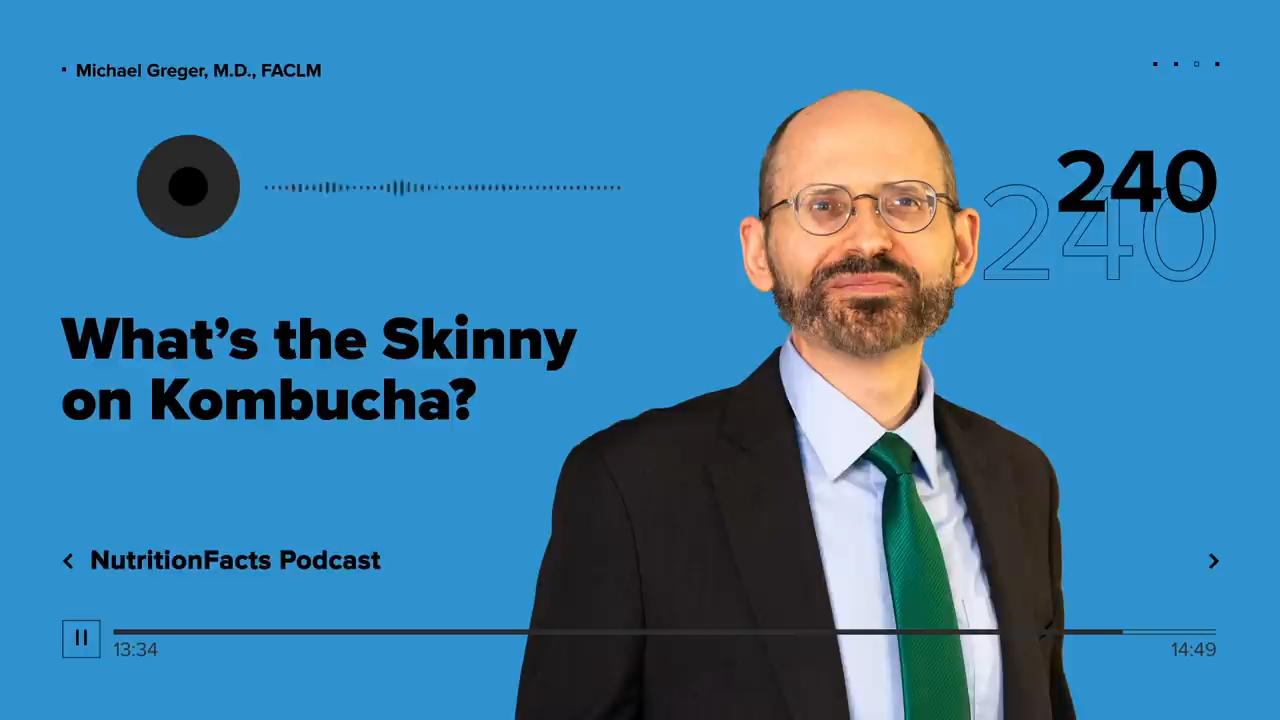 Michael Greger, M.D., FACLM
240
240
What's the Skinny
on Kombucha?
NutritionFacts Podcast
13:34
14:49